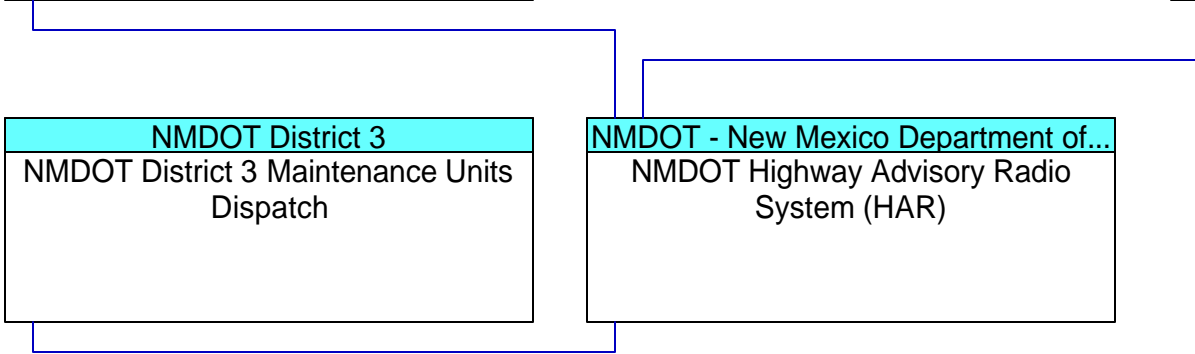 NMDOT District 3
NMDOT District 3 Maintenance Units
Dispatch
NMDOT - New Mexico Department of...
NMDOT Highway Advisory Radio
System (HAR)